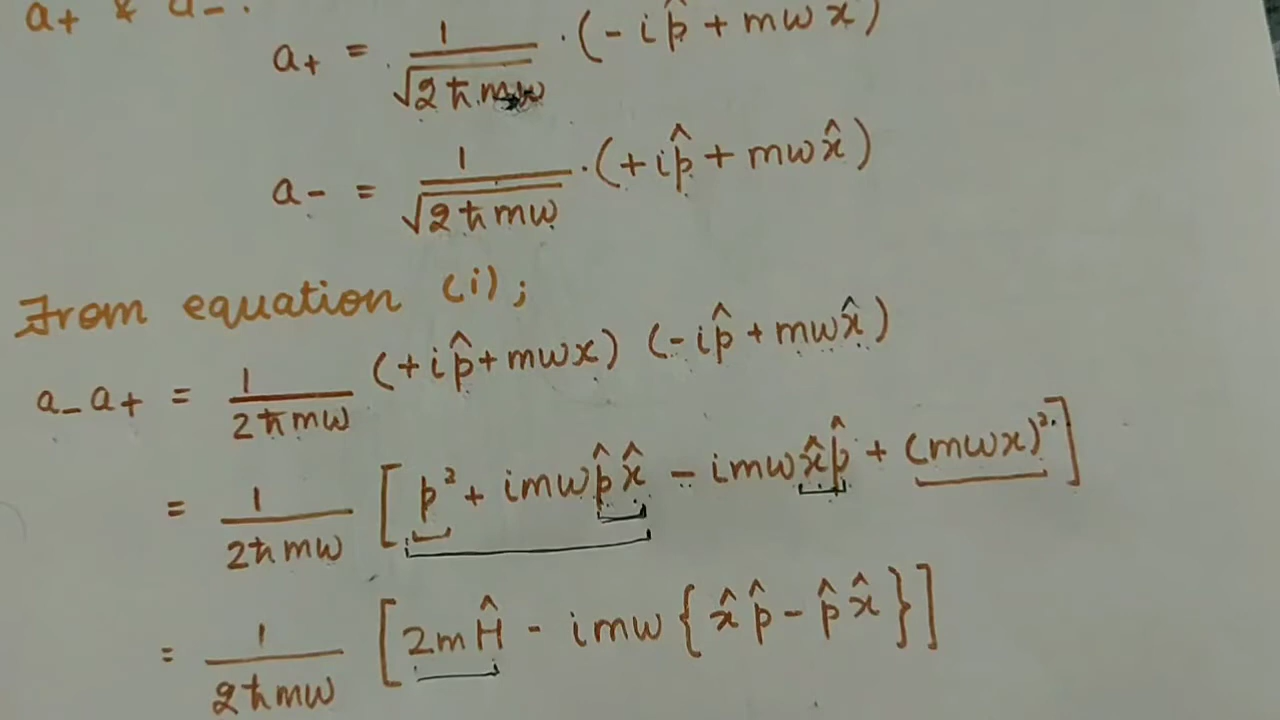 a₊ & a₋.
a₊ = 1/√(2ħmω) · (-ip̂ + mωx)
a₋ = 1/√(2ħmω) · (+ip̂ + mωx̂)
From equation (i);
a₋a₊ = 1/2ħmω (+ip̂ + mωx) (-ip̂ + mωx̂)
= 1/2ħmω [p² + imωp̂x̂ - imωx̂p̂ + (mωx)²]
= 1/2ħmω [2mĤ - imω{x̂p̂ - p̂x̂}]